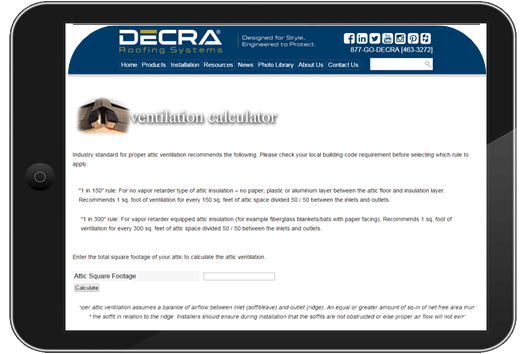 DECRA®
Roofing Systems
Designed for Style.
Engineered to Protect.
877-GO-DECRA [463-3272]
Home Products Installation Resources News Photo Library About Us Contact Us
ventilation calculator
Industry standard for proper attic ventilation recommends the following. Please check your local building code requirement before selecting which rule to
apply.
"1 in 150" rule: For no vapor retarder type of attic insulation – no paper, plastic or aluminum layer between the attic floor and insulation layer.
Recommends 1 sq. foot of ventilation for every 150 sq. feet of attic space divided 50 / 50 between the inlets and outlets.
"1 in 300" rule: For vapor retarder equipped attic insulation (for example fiberglass blankets/bats with paper facing), Recommends 1 sq. foot of
ventilation for every 300 sq. feet of attic space divided 50 / 50 between the inlets and outlets.
Enter the total square footage of your attic to calculate the attic ventilation.
Attic Square Footage
Calculate
attic ventilation assumes a balance of airflow between inlet (soffit/eave) and outlet (ridge). An equal or greater amount of sq-in of net free area
the soffit in relation to the ridge. Installers should ensure during installation that the soffits are not obstructed or else proper air flow will not